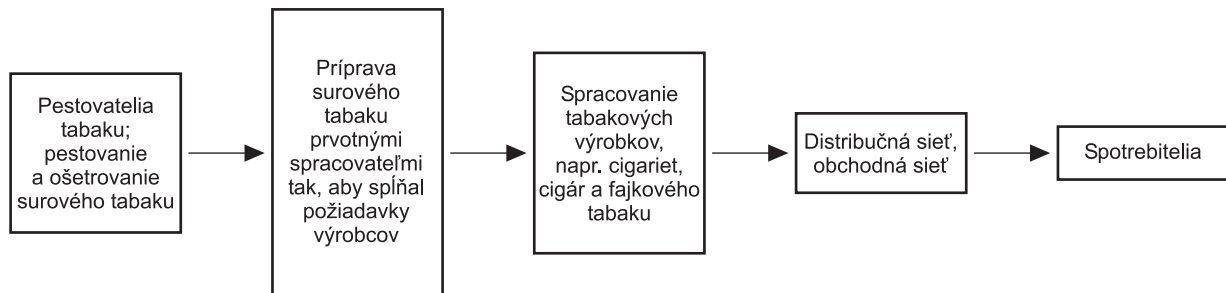 Pestovatelia
tabaku;
pestovanie
a ošetrovanie
surového tabaku
Príprava
surového
tabaku
prvotnými
spracovateľmi
tak, aby spĺňal
požiadavky
výrobcov
Spracovanie
tabakových
výrobkov,
napr. cigariet,
cigár a fajkového
tabaku
Distribučná sieť,
obchodná sieť
Spotrebitelia